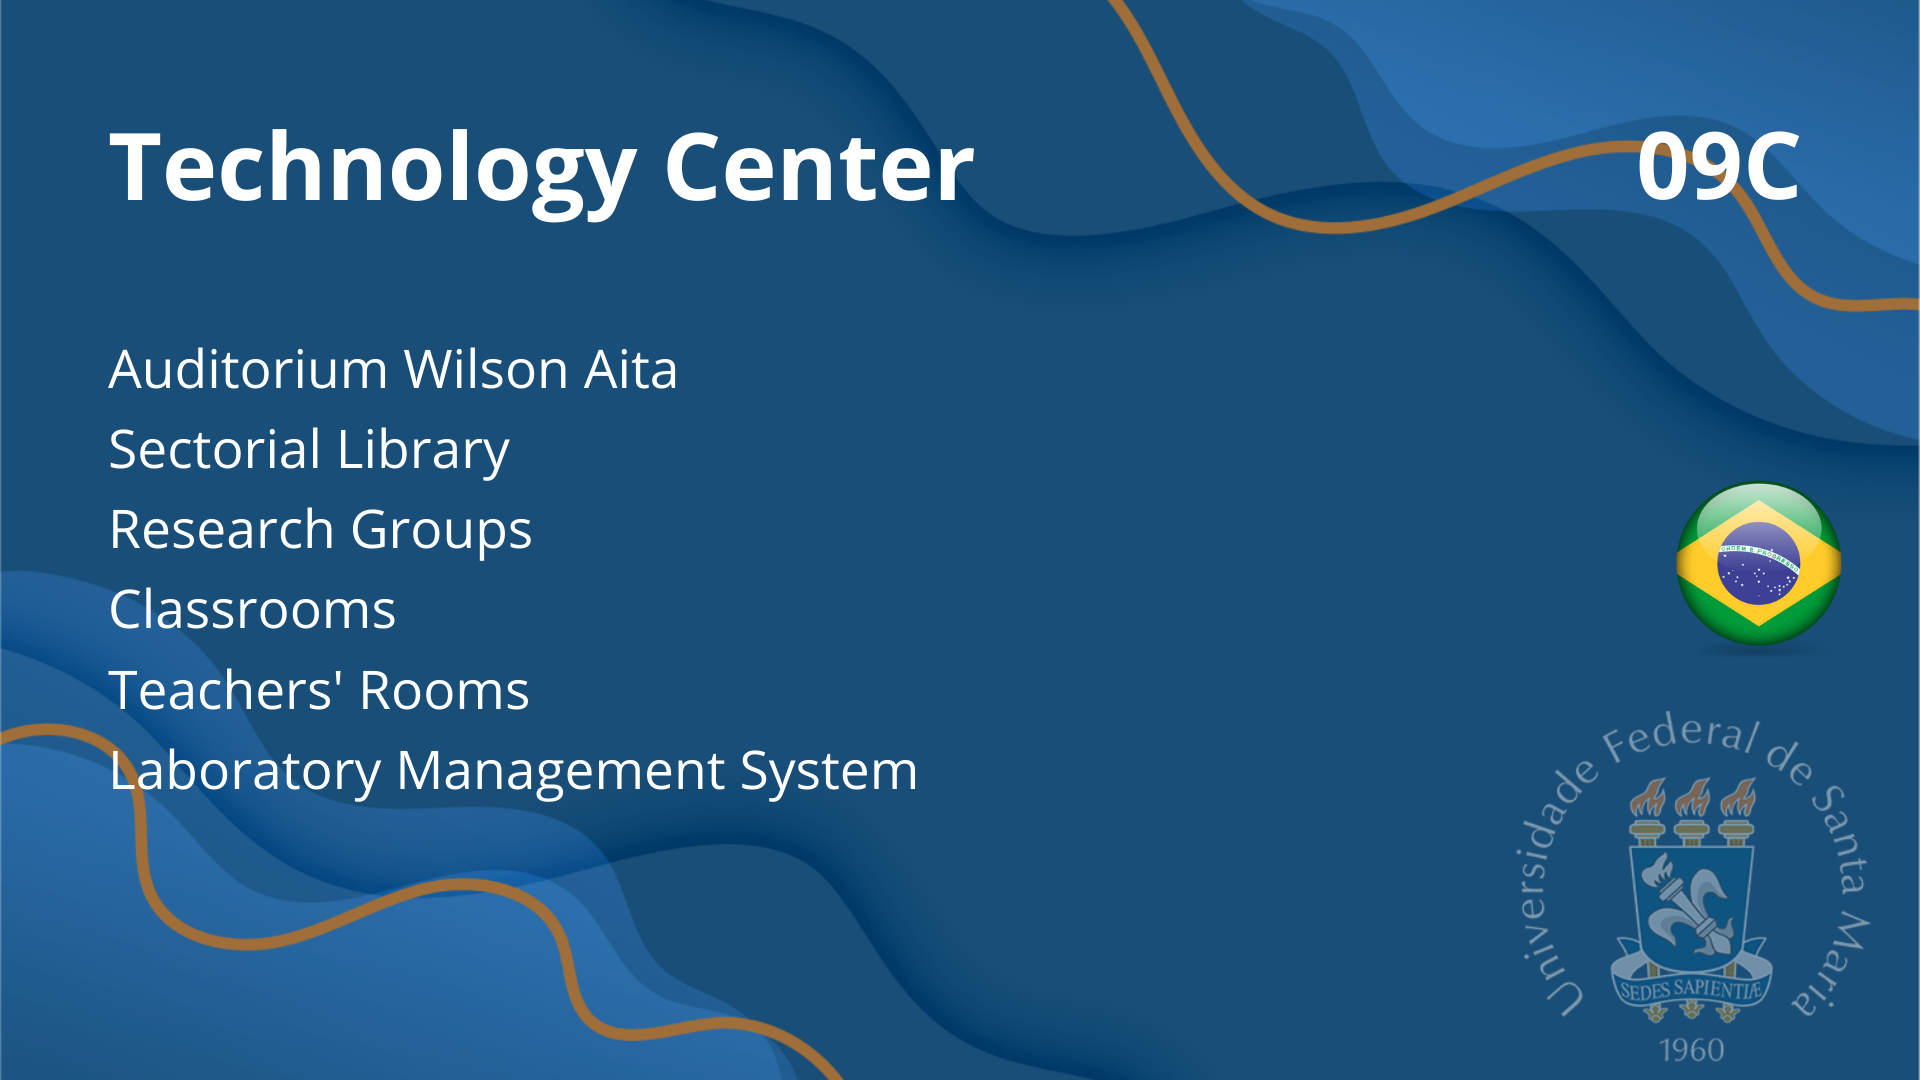 Technology Center
09C
Auditorium Wilson Aita
Sectorial Library
Research Groups
Classrooms
Teachers' Rooms
Laboratory Management System
ORDEM E PROGRESSO
Universidade Federal de Santa Maria
SEDES SAPIENTIÆ
1960